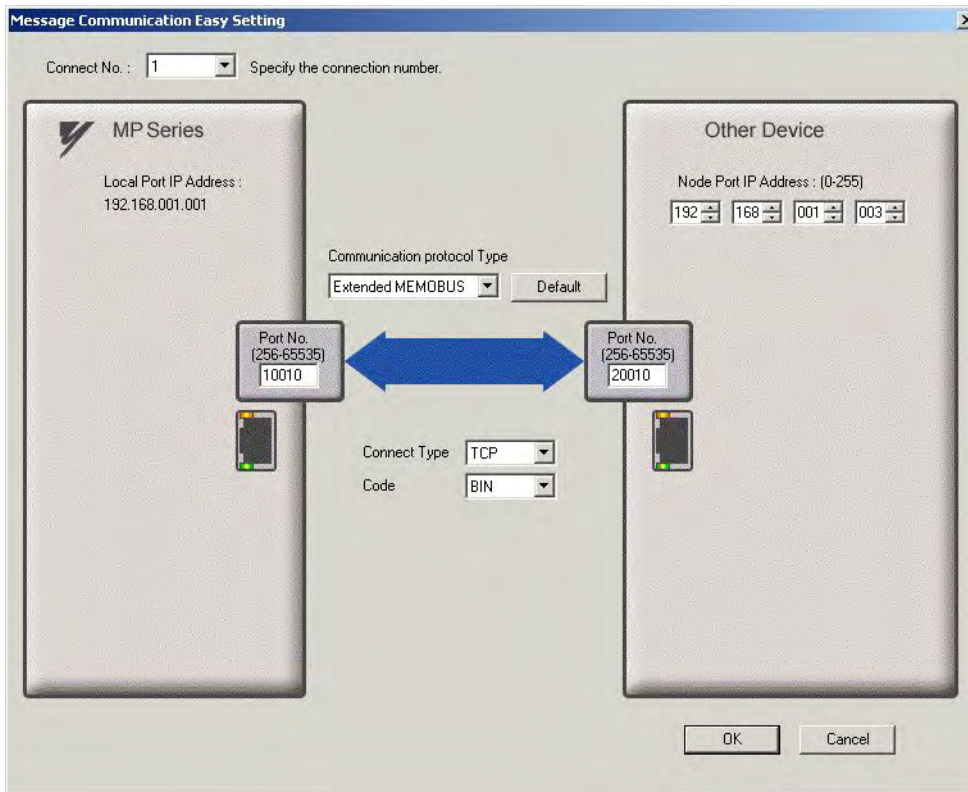 Message Communication Easy Setting
Connect No. : 1 Specify the connection number.
MP Series
Local Port IP Address :
192.168.001.001
Other Device
Node Port IP Address : (0-255)
192 168 001 003
Communication protocol Type
Extended MEMOBUS Default
Port No.
(256-65535)
10010
Port No.
(256-65535)
20010
Connect Type TCP
Code BIN
OK Cancel